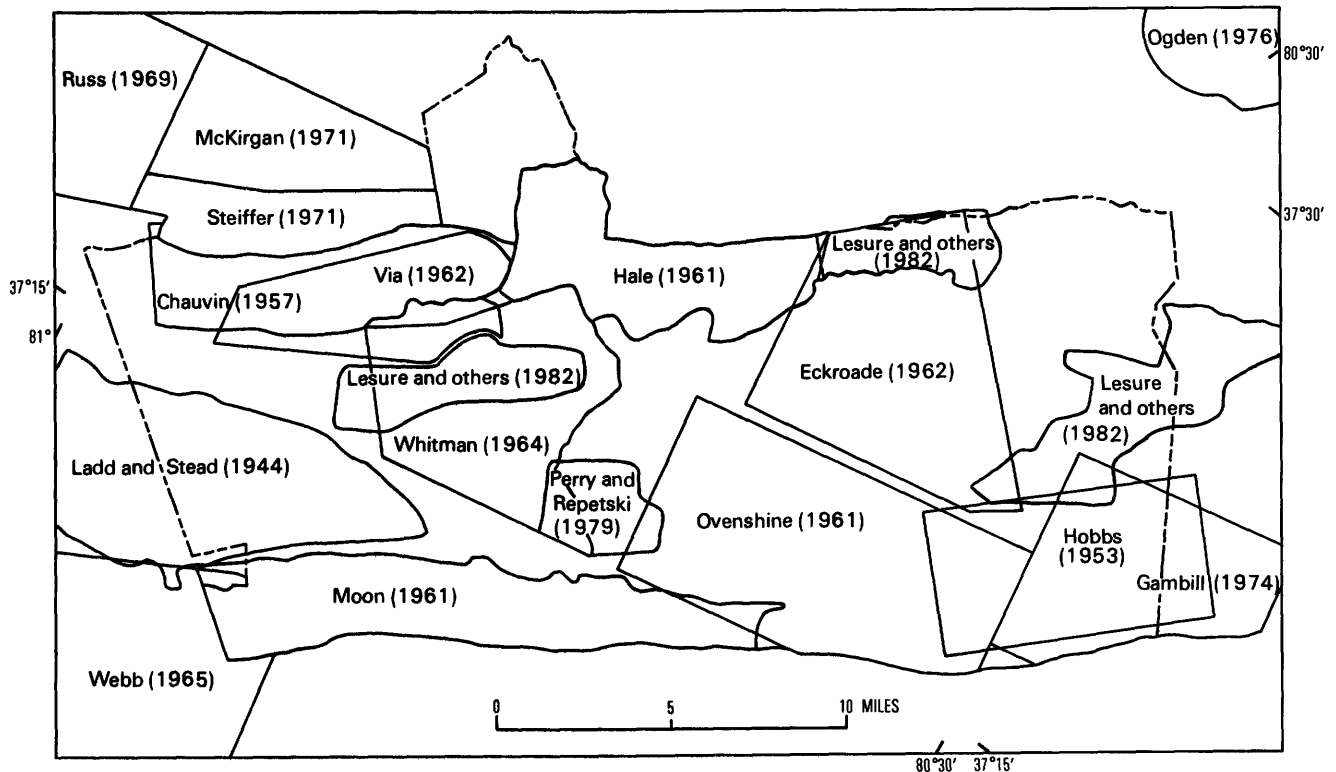 Ogden (1976)
80°30′
Russ (1969)
McKirgan (1971)
Steiffer (1971)
37°30′
Lesure and others
(1982)
Via (1962)
Hale (1961)
37°15′
Chauvin (1957)
81°
Eckroade (1962)
Lesure and others (1982)
Lesure
and others
(1982)
Whitman (1964)
Ladd and Stead (1944)
Perry and
Repetski
(1979)
Ovenshine (1961)
Hobbs
(1953)
Gambill (1974)
Moon (1961)
Webb (1965)
0 5 10 MILES
80°30′ 37°15′